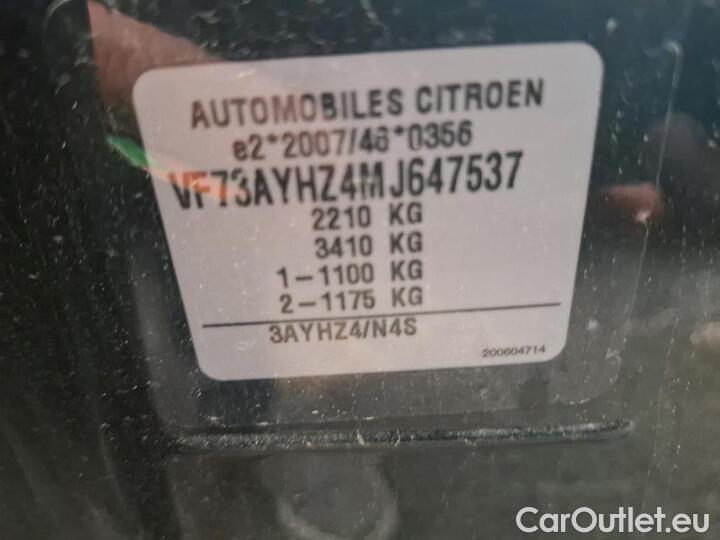 AUTOMOBILES CITROEN
e2*2007/46*0356
VF73AYHZ4MJ647537
2210 KG
3410 KG
1-1100 KG
2-1175 KG
3AYHZ4/N4S
200604714
CarOutlet.eu